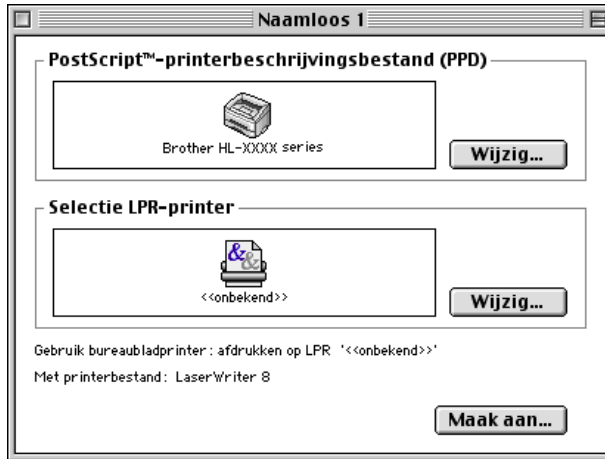 Naamloos 1
PostScript™-printerbeschrijvingsbestand (PPD)
Brother HL-XXXX series
Wijzig...
Selectie LPR-printer
<<onbekend>>
Wijzig...
Gebruik bureaubladprinter: afdrukken op LPR '<<onbekend>>'
Met printerbestand: LaserWriter 8
Maak aan...